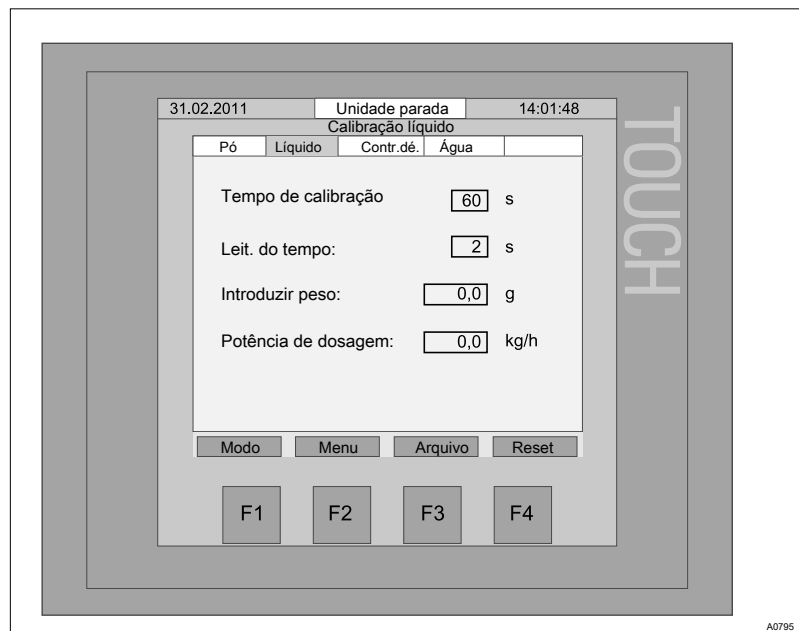 31.02.2011 Unidade parada 14:01:48
Calibração líquido
Pó Líquido Contr.dé. Água
Tempo de calibração 60 s
Leit. do tempo: 2 s
Introduzir peso: 0,0 g
Potência de dosagem: 0,0 kg/h
Modo Menu Arquivo Reset
F1 F2 F3 F4
TOUCH
A0795